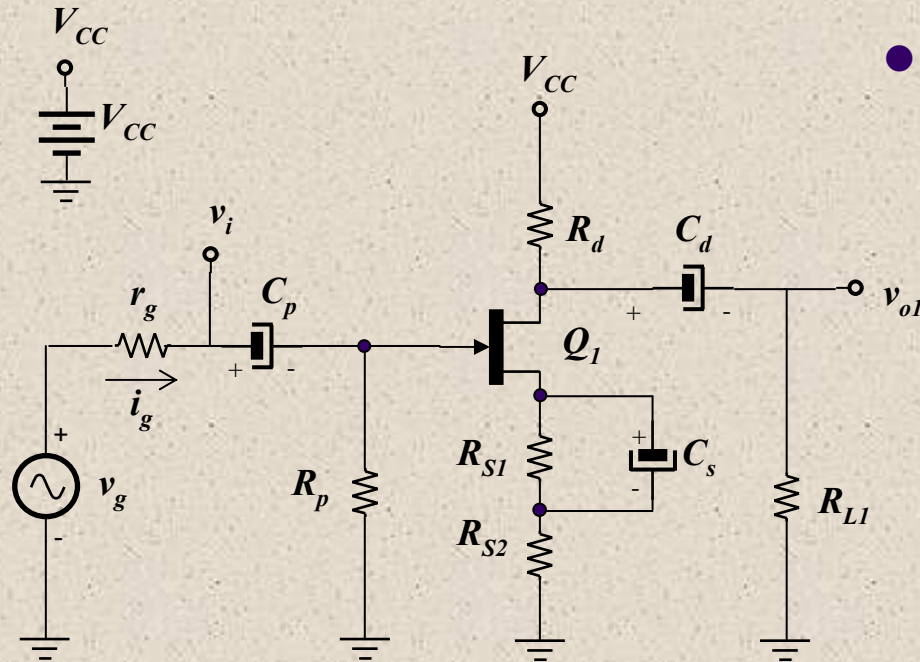 V_CC
V_CC
V_CC
R_d
C_d
v_i
r_g
C_p
+
-
v_o1
+
-
Q_1
i_g
+
v_g
-
R_p
R_S1
+
-
C_s
R_S2
R_L1